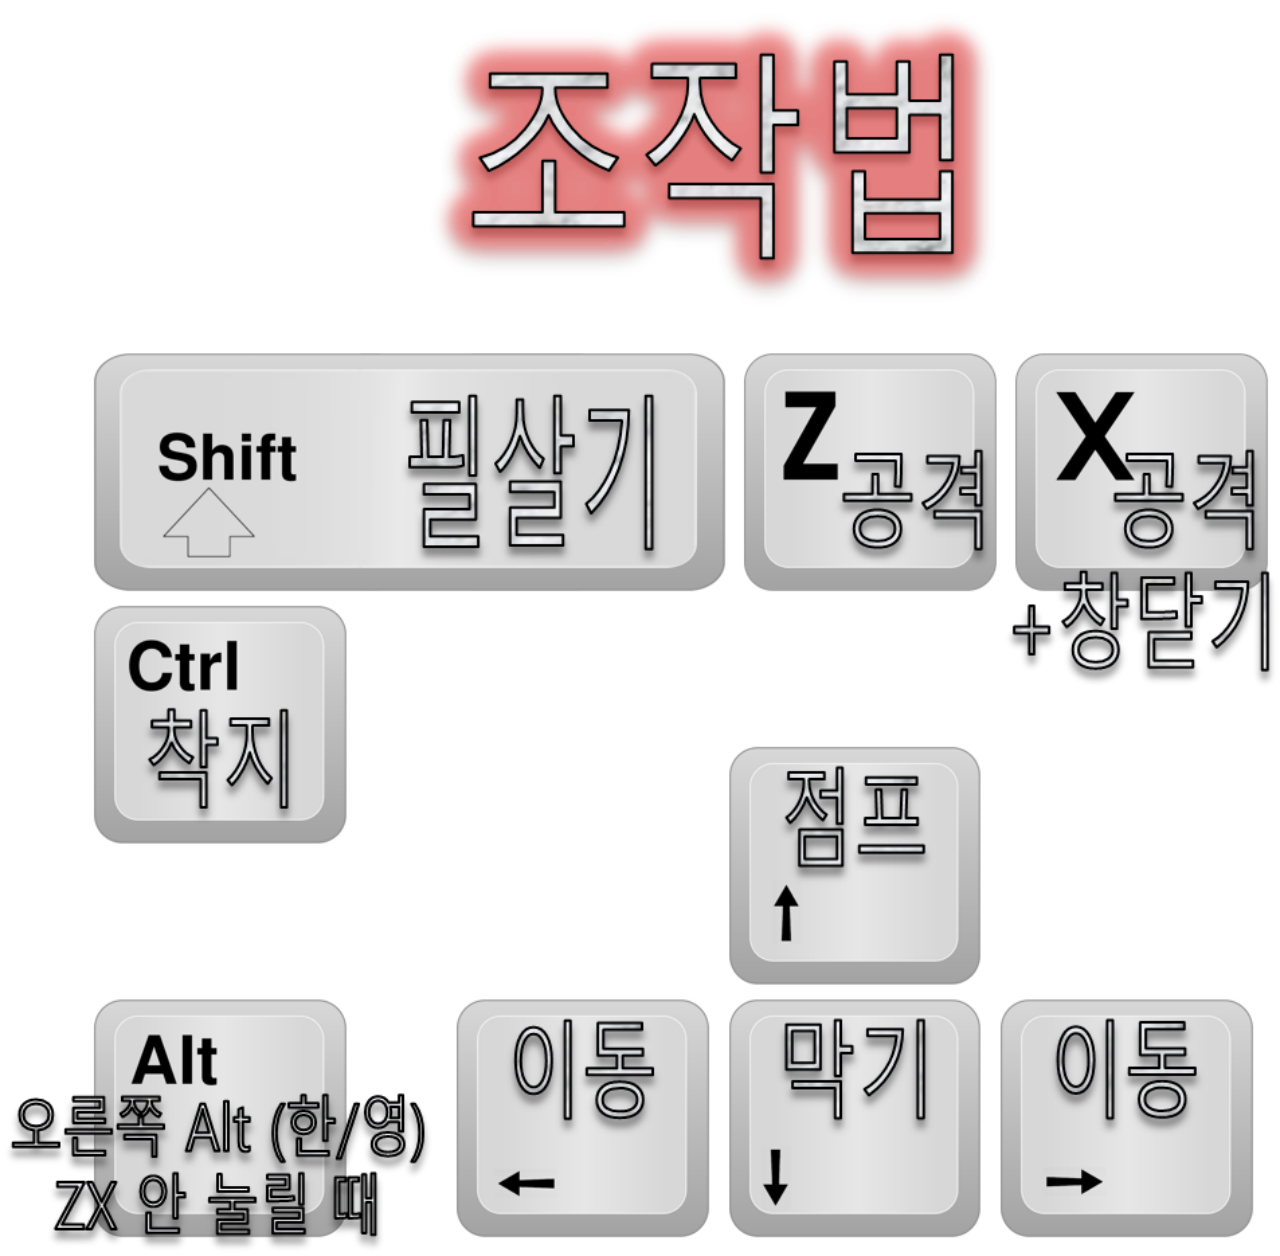 조작법
Shift 필살기
Z 공격
X 공격
+창닫기
Ctrl
착지
점프
↑
Alt
오른쪽 Alt (한/영)
ZX 안 눌릴 때
이동
←
막기
↓
이동
→